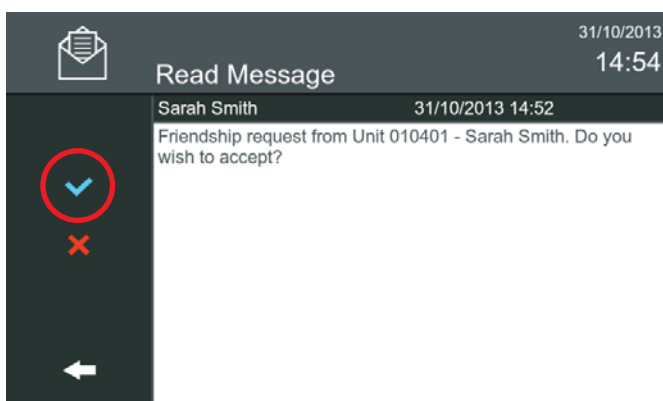 31/10/2013
14:54
Read Message
Sarah Smith 31/10/2013 14:52
Friendship request from Unit 010401 - Sarah Smith. Do you
wish to accept?